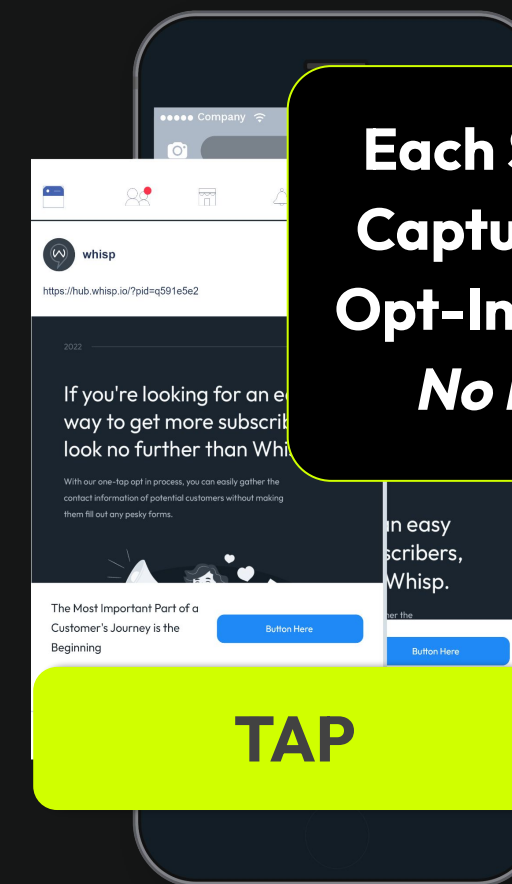 Company
Each
Captu
Opt-In
No
whisp
https://hub.whisp.io/?pid=q591e5e2
2022
If you're looking for an e
way to get more subscrib
look no further than Whi
With our one-tap opt in process, you can easily gather the
contact information of potential customers without making
them fill out any pesky forms.
in easy
scribers,
Whisp.
her the
The Most Important Part of a
Customer's Journey is the
Beginning
Button Here
Button Here
TAP